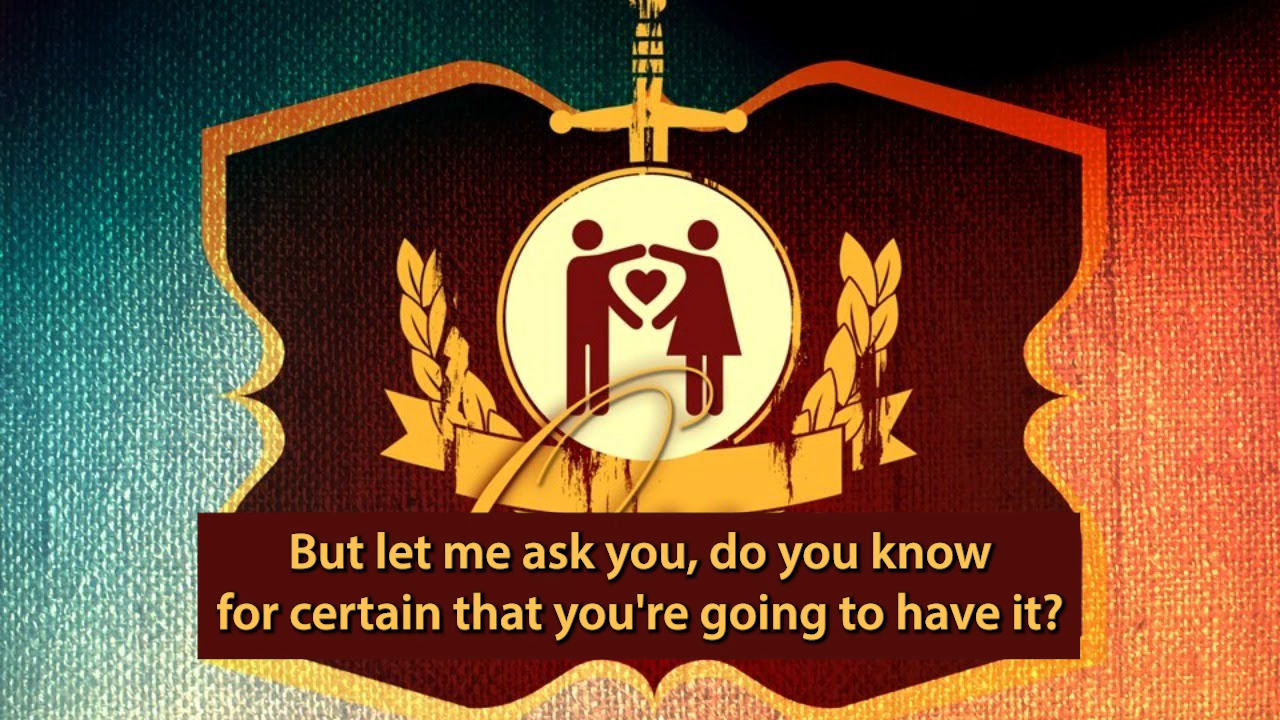 But let me ask you, do you know
for certain that you're going to have it?